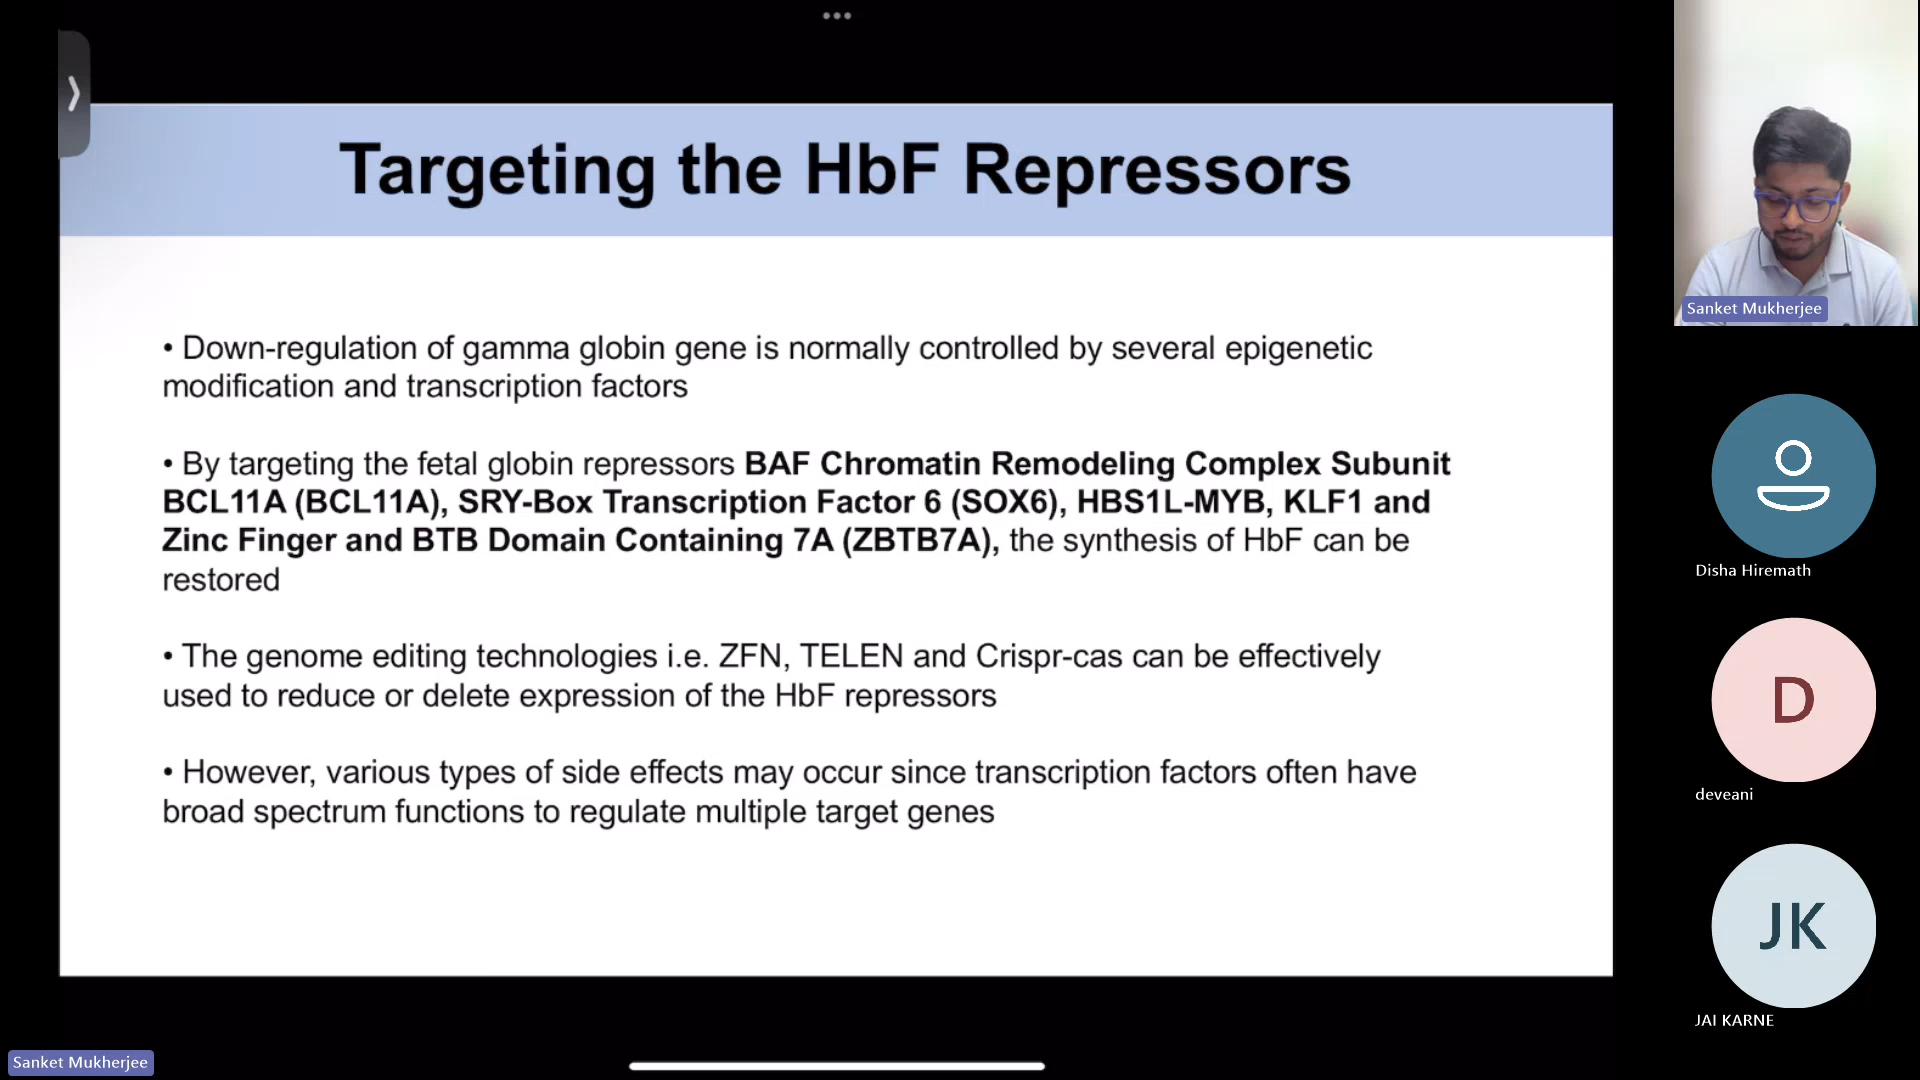 Targeting the HbF Repressors
• Down-regulation of gamma globin gene is normally controlled by several epigenetic
modification and transcription factors
• By targeting the fetal globin repressors BAF Chromatin Remodeling Complex Subunit
BCL11A (BCL11A), SRY-Box Transcription Factor 6 (SOX6), HBS1L-MYB, KLF1 and
Zinc Finger and BTB Domain Containing 7A (ZBTB7A), the synthesis of HbF can be
restored
• The genome editing technologies i.e. ZFN, TELEN and Crispr-cas can be effectively
used to reduce or delete expression of the HbF repressors
• However, various types of side effects may occur since transcription factors often have
broad spectrum functions to regulate multiple target genes
Sanket Mukherjee
Disha Hiremath
D
deveani
JK
JAI KARNE
Sanket Mukherjee